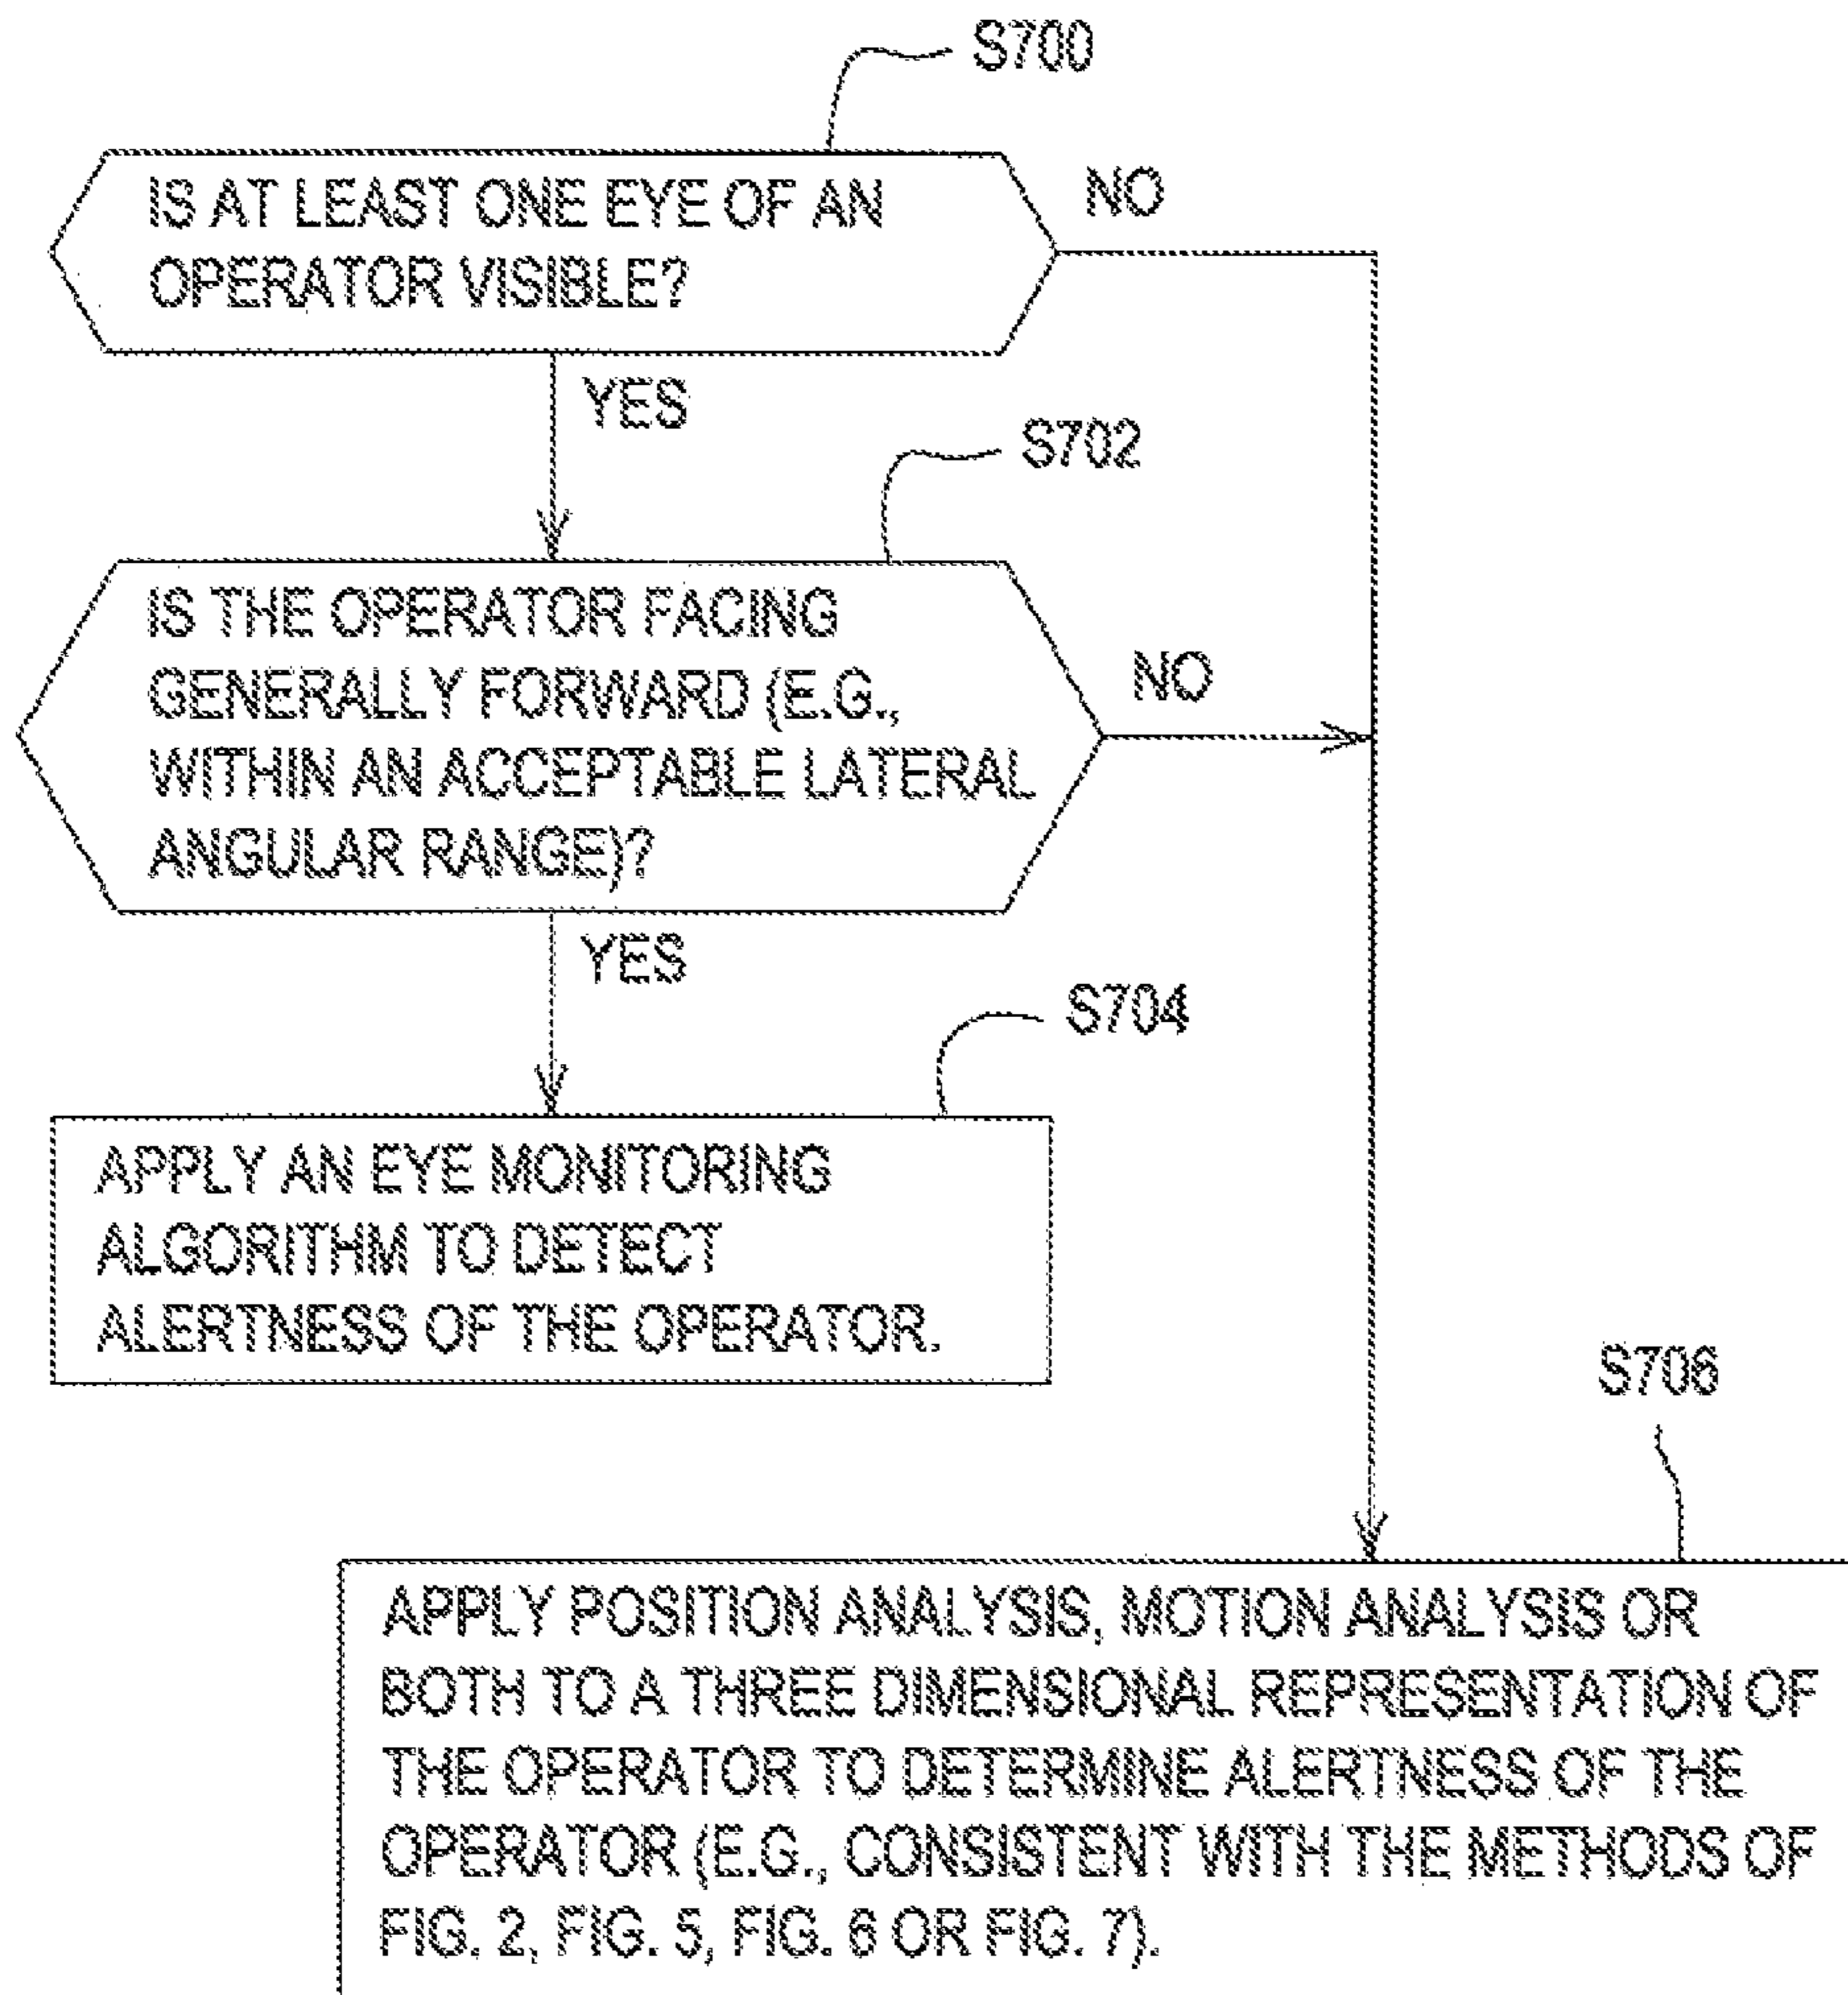 S700
IS AT LEAST ONE EYE OF AN
OPERATOR VISIBLE?
NO
YES
S702
IS THE OPERATOR FACING
GENERALLY FORWARD (E.G.,
WITHIN AN ACCEPTABLE LATERAL
ANGULAR RANGE)?
NO
YES
S704
APPLY AN EYE MONITORING
ALGORITHM TO DETECT
ALERTNESS OF THE OPERATOR.
S706
APPLY POSITION ANALYSIS, MOTION ANALYSIS OR
BOTH TO A THREE DIMENSIONAL REPRESENTATION OF
THE OPERATOR TO DETERMINE ALERTNESS OF THE
OPERATOR (E.G., CONSISTENT WITH THE METHODS OF
FIG. 2, FIG. 5, FIG. 6 OR FIG. 7).